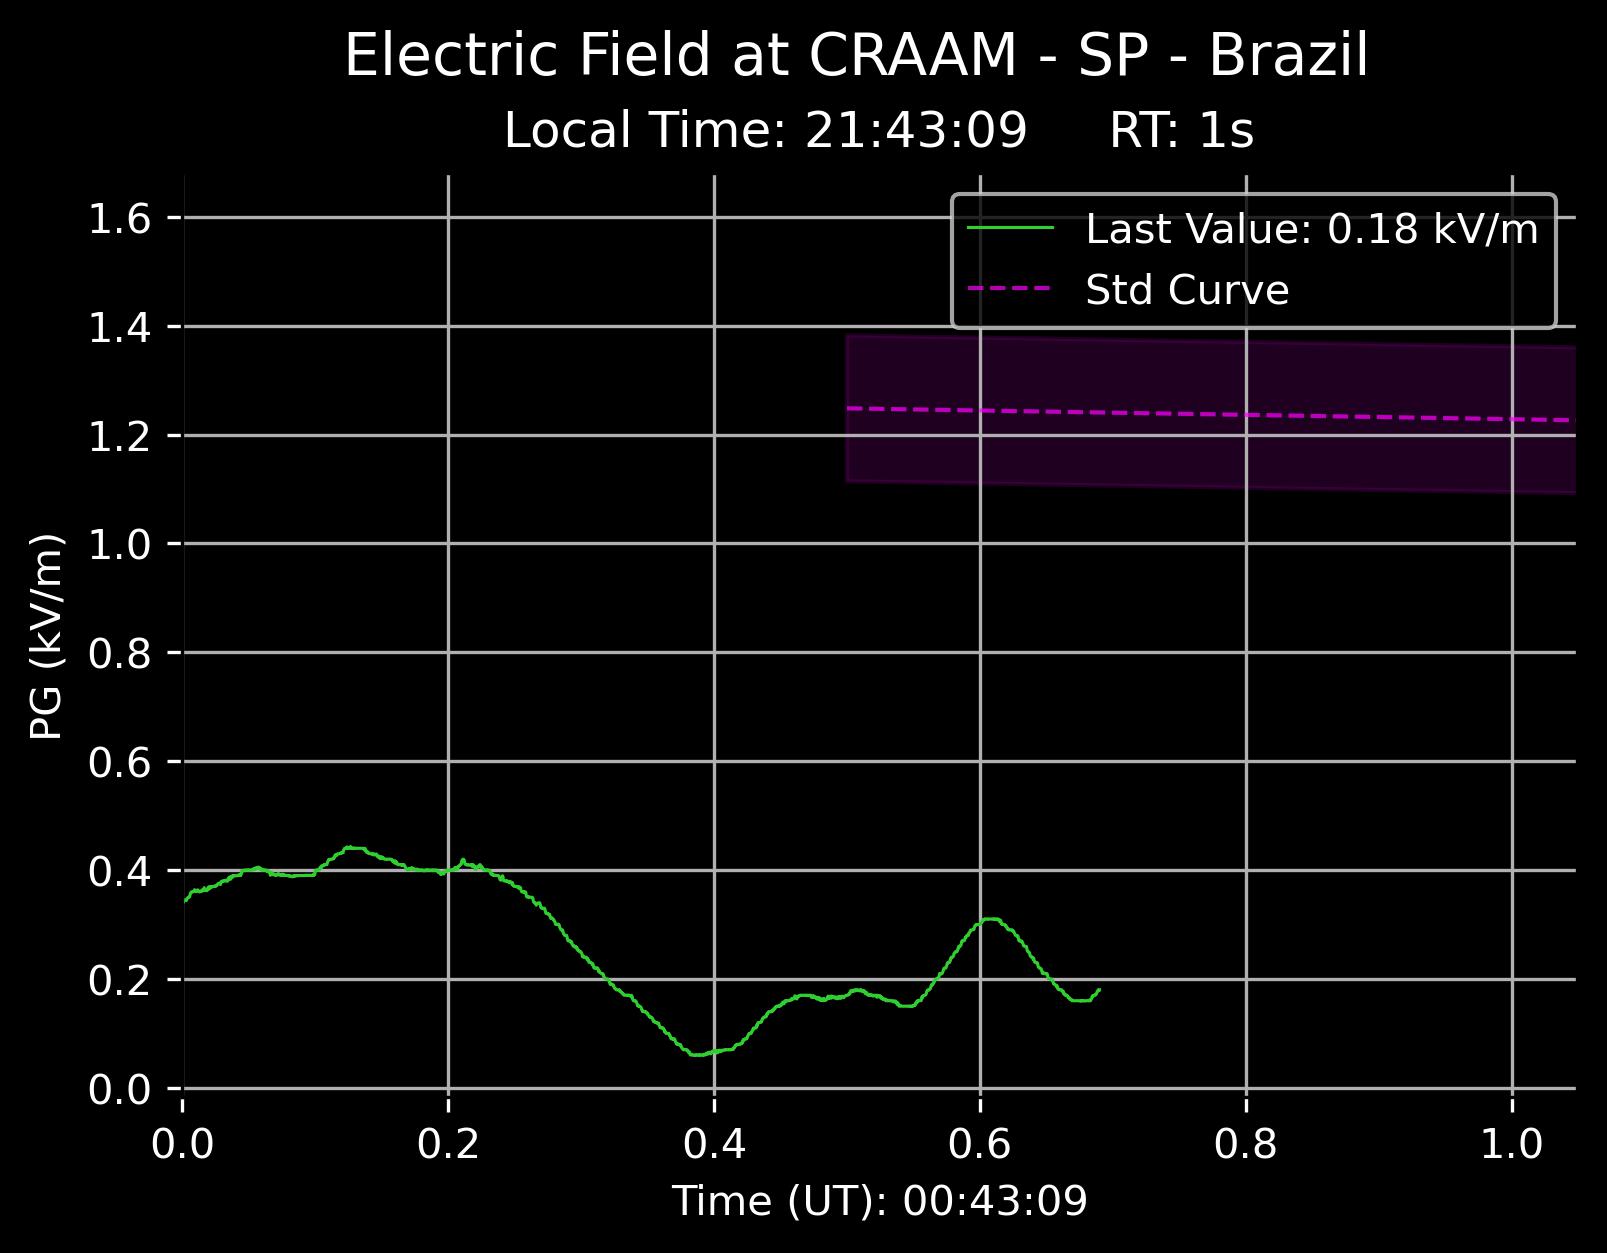 Electric Field at CRAAM - SP - Brazil
Local Time: 21:43:09 RT: 1s
Last Value: 0.18 kV/m
Std Curve
PG (kV/m)
1.6
1.4
1.2
1.0
0.8
0.6
0.4
0.2
0.0
0.0 0.2 0.4 0.6 0.8 1.0
Time (UT): 00:43:09